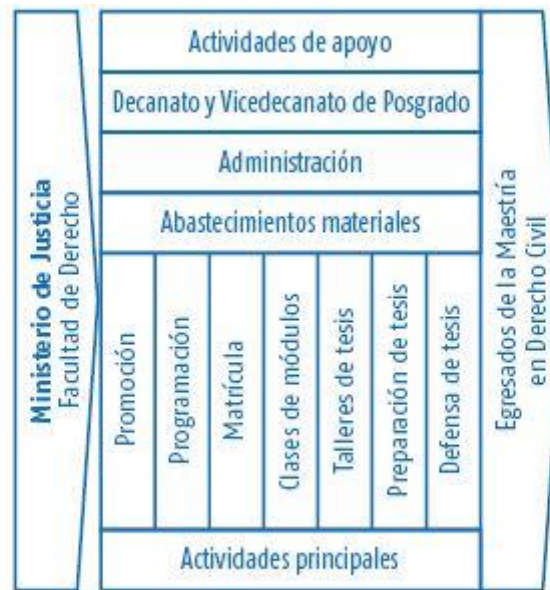 Ministerio de Justicia
Facultad de Derecho
Actividades de apoyo
Decanato y Vicedecanato de Posgrado
Administración
Abastecimientos materiales
Promoción
Programación
Matrícula
Clases de módulos
Talleres de tesis
Preparación de tesis
Defensa de tesis
Actividades principales
Egresados de la Maestría
en Derecho Civil